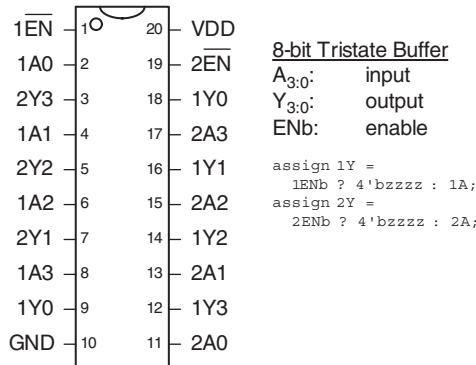 1E̅N̅ 1 20 VDD
1A0 2 19 2E̅N̅
2Y3 3 18 1Y0
1A1 4 17 2A3
2Y2 5 16 1Y1
1A2 6 15 2A2
2Y1 7 14 1Y2
1A3 8 13 2A1
1Y0 9 12 1Y3
GND 10 11 2A0
8-bit Tristate Buffer
A3:0: input
Y3:0: output
ENb: enable
assign 1Y =
1ENb ? 4'bzzzz : 1A;
assign 2Y =
2ENb ? 4'bzzzz : 2A;